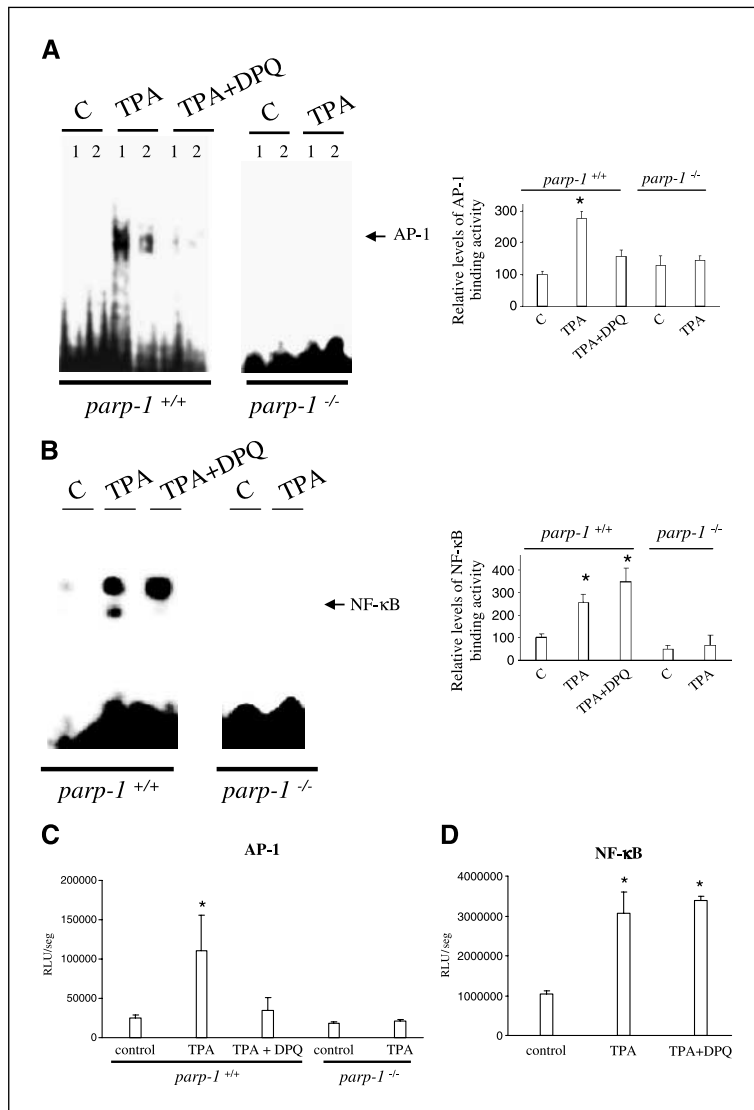 A
C TPA TPA+DPQ C TPA
1 2 1 2 1 2 1 2 1 2
AP-1
parp-1 +/+ parp-1 -/-
parp-1 +/+ parp-1 -/-
Relative levels of AP-1
binding activity
300
200
100
0
*
C TPA TPA+DPQ C TPA
B
C TPA TPA+DPQ C TPA
NF-κB
parp-1 +/+ parp-1 -/-
parp-1 +/+ parp-1 -/-
Relative levels of NF-κB
binding activity
400
300
200
100
0
* *
C TPA TPA+DPQ C TPA
C
AP-1
RLU/seg
200000
150000
100000
50000
0
*
control TPA TPA + DPQ control TPA
parp-1 +/+ parp-1 -/-
D
NF-κB
RLU/seg
4000000
3000000
2000000
1000000
0
* *
control TPA TPA+DPQ